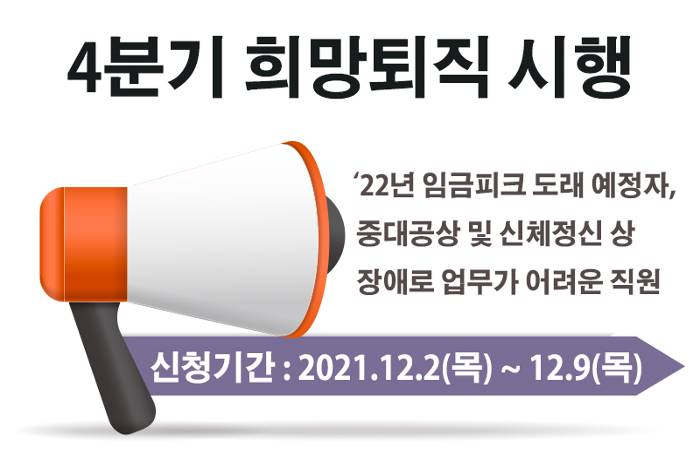 4분기 희망퇴직 시행
‘22년 임금피크 도래 예정자,
중대공상 및 신체정신 상
장애로 업무가 어려운 직원
신청기간 : 2021.12.2(목) ~ 12.9(목)